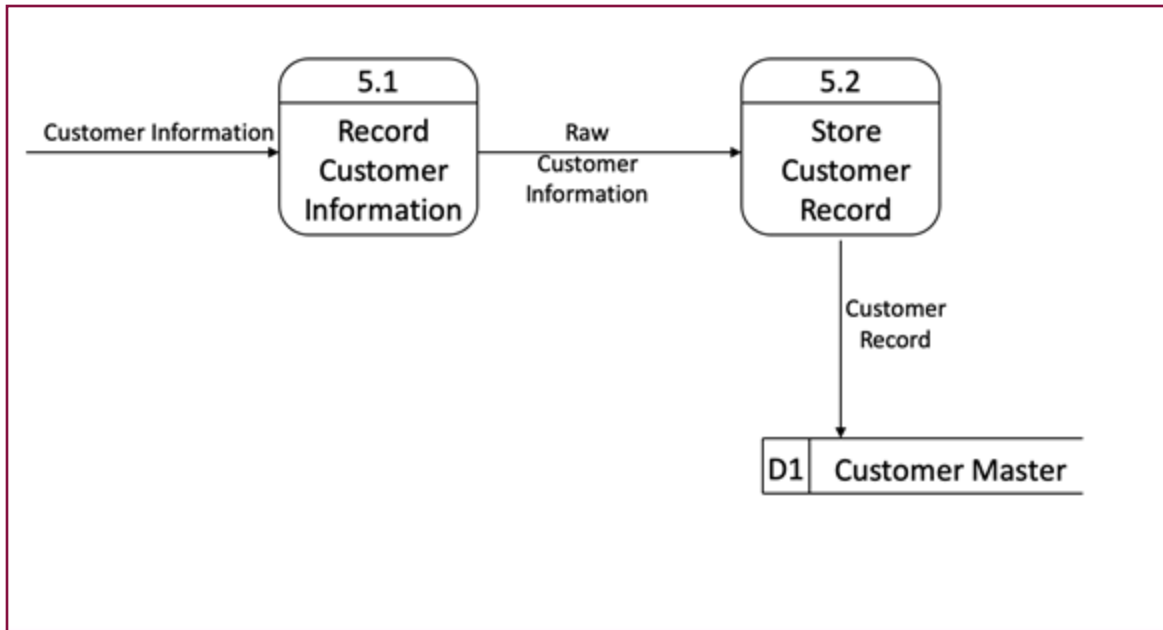 5.1
Record
Customer
Information
Customer Information
Raw
Customer
Information
5.2
Store
Customer
Record
Customer
Record
D1 Customer Master